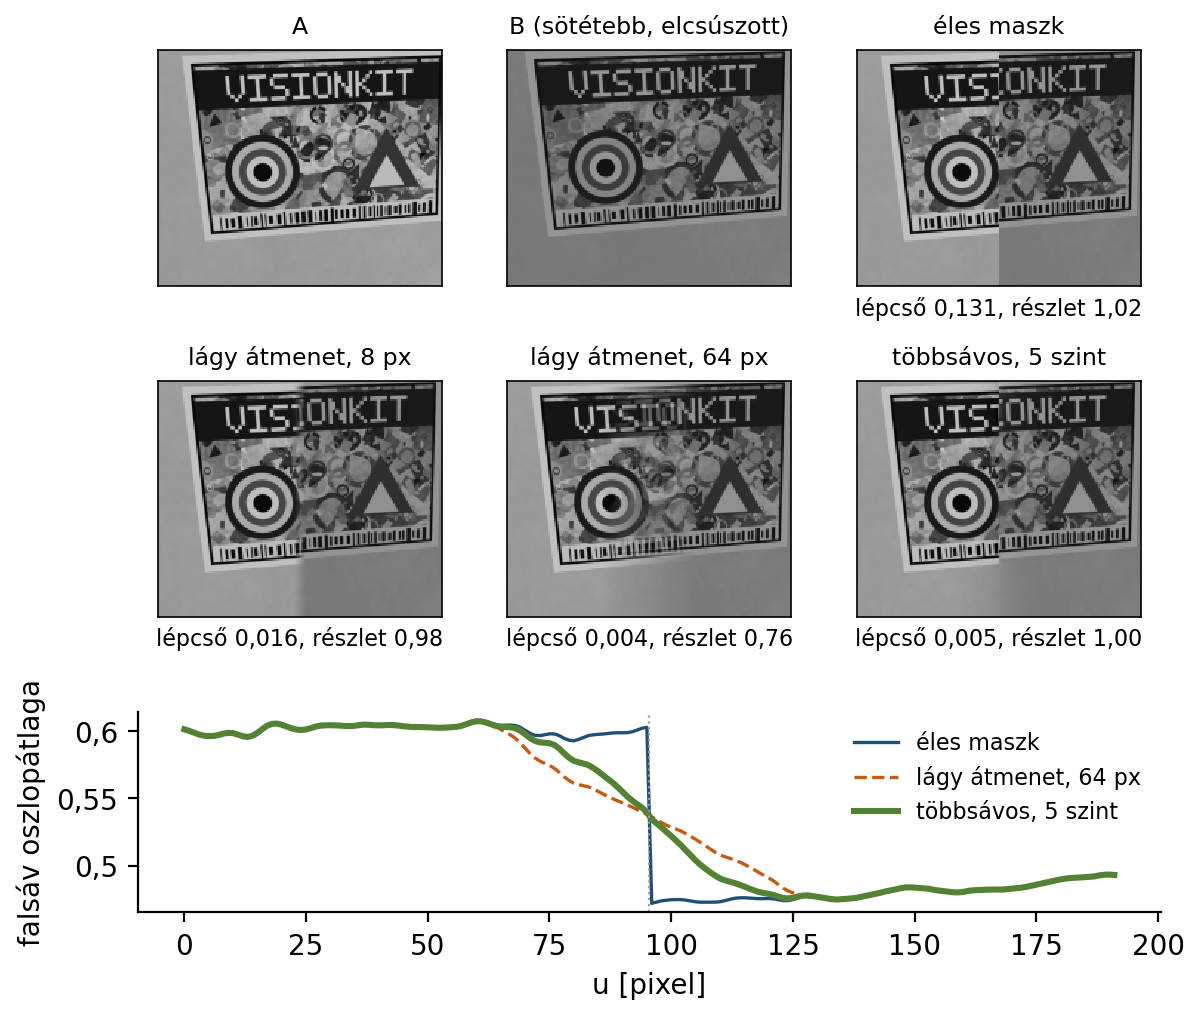 A
B (sötétebb, elcsúszott)
éles maszk
VISIONKIT
VISIONKIT
VISIONKIT
lépcső 0,131, részlet 1,02
lágy átmenet, 8 px
lágy átmenet, 64 px
többsávos, 5 szint
lépcső 0,016, részlet 0,98
lépcső 0,004, részlet 0,76
lépcső 0,005, részlet 1,00
falsáv oszlopátlaga
0,6
0,55
0,5
éles maszk
lágy átmenet, 64 px
többsávos, 5 szint
0 25 50 75 100 125 150 175 200
u [pixel]